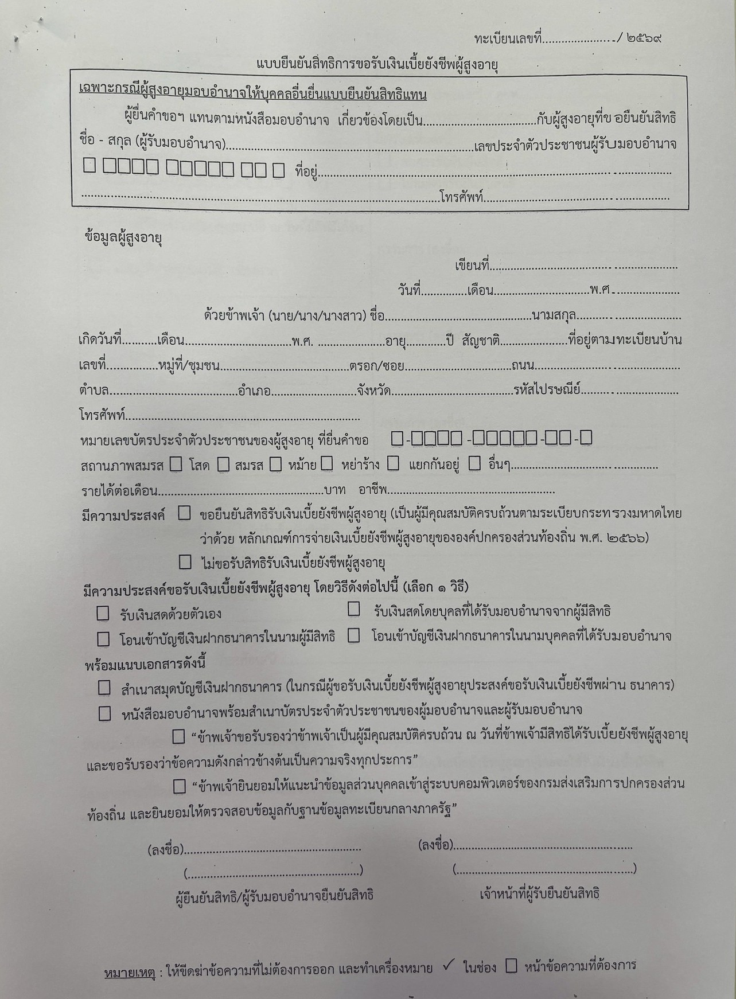 ทะเบียนเลขที่......................../ ๒๕๖๙
แบบยืนยันสิทธิการขอรับเงินเบี้ยยังชีพผู้สูงอายุ
เฉพาะกรณีผู้สูงอายุมอบอำนาจให้บุคคลอื่นยื่นแบบยืนยันสิทธิแทน
ผู้ยื่นคำขอฯ แทนตามหนังสือมอบอำนาจ เกี่ยวข้องโดยเป็น....................................กับผู้สูงอายุที่ขอยืนยันสิทธิ
ชื่อ - สกุล (ผู้รับมอบอำนาจ)................................................................................เลขประจำตัวประชาชนผู้รับมอบอำนาจ
□ □□□□ □□□□□ □□ □ ที่อยู่................................................................................
................................................................................โทรศัพท์............................................................
ข้อมูลผู้สูงอายุ
เขียนที่............................................................
วันที่...............เดือน...............................พ.ศ.......................
ด้วยข้าพเจ้า (นาย/นาง/นางสาว) ชื่อ................................................นามสกุล...................................
เกิดวันที่...........เดือน...................................พ.ศ. ......................อายุ.............ปี สัญชาติ......................ที่อยู่ตามทะเบียนบ้าน
เลขที่.................หมู่ที่/ชุมชน...........................................ตรอก/ซอย...................................ถนน................................................
ตำบล..........................................อำเภอ............................จังหวัด........................................รหัสไปรษณีย์................................
โทรศัพท์............................................................................
หมายเลขบัตรประจำตัวประชาชนของผู้สูงอายุ ที่ยื่นคำขอ □-□□□□ -□□□□□-□□-□
สถานภาพสมรส □ โสด □ สมรส □ หม้าย □ หย่าร้าง □ แยกกันอยู่ □ อื่นๆ................................................
รายได้ต่อเดือน......................................................บาท อาชีพ......................................................
มีความประสงค์ □ ขอยืนยันสิทธิรับเงินเบี้ยยังชีพผู้สูงอายุ (เป็นผู้มีคุณสมบัติครบถ้วนตามระเบียบกระทรวงมหาดไทย
ว่าด้วย หลักเกณฑ์การจ่ายเงินเบี้ยยังชีพผู้สูงอายุขององค์ปกครองส่วนท้องถิ่น พ.ศ. ๒๕๖๖)
□ ไม่ขอรับสิทธิรับเงินเบี้ยยังชีพผู้สูงอายุ
มีความประสงค์ขอรับเงินเบี้ยยังชีพผู้สูงอายุ โดยวิธีดังต่อไปนี้ (เลือก ๑ วิธี)
□ รับเงินสดด้วยตัวเอง □ รับเงินสดโดยบุคลที่ได้รับมอบอำนาจจากผู้มีสิทธิ
□ โอนเข้าบัญชีเงินฝากธนาคารในนามผู้มีสิทธิ □ โอนเข้าบัญชีเงินฝากธนาคารในนามบุคคลที่ได้รับมอบอำนาจ
พร้อมแนบเอกสารดังนี้
□ สำเนาสมุดบัญชีเงินฝากธนาคาร (ในกรณีผู้ขอรับเงินเบี้ยยังชีพผู้สูงอายุประสงค์ขอรับเงินเบี้ยยังชีพผ่าน ธนาคาร)
□ หนังสือมอบอำนาจพร้อมสำเนาบัตรประจำตัวประชาชนของผู้มอบอำนาจและผู้รับมอบอำนาจ
□ “ข้าพเจ้าขอรับรองว่าข้าพเจ้าเป็นผู้มีคุณสมบัติครบถ้วน ณ วันที่ข้าพเจ้ามีสิทธิได้รับเบี้ยยังชีพผู้สูงอายุ
และขอรับรองว่าข้อความดังกล่าวข้างต้นเป็นความจริงทุกประการ”
□ “ข้าพเจ้ายินยอมให้แนะนำข้อมูลส่วนบุคคลเข้าสู่ระบบคอมพิวเตอร์ของกรมส่งเสริมการปกครองส่วน
ท้องถิ่น และยินยอมให้ตรวจสอบข้อมูลกับฐานข้อมูลทะเบียนกลางภาครัฐ”
(ลงชื่อ)............................................................ (ลงชื่อ)............................................................
(............................................................) (............................................................)
ผู้ยืนยันสิทธิ/ผู้รับมอบอำนาจยืนยันสิทธิ เจ้าหน้าที่ผู้รับยืนยันสิทธิ
หมายเหตุ : ให้ขีดฆ่าข้อความที่ไม่ต้องการออก และทำเครื่องหมาย ✓ ในช่อง □ หน้าข้อความที่ต้องการ